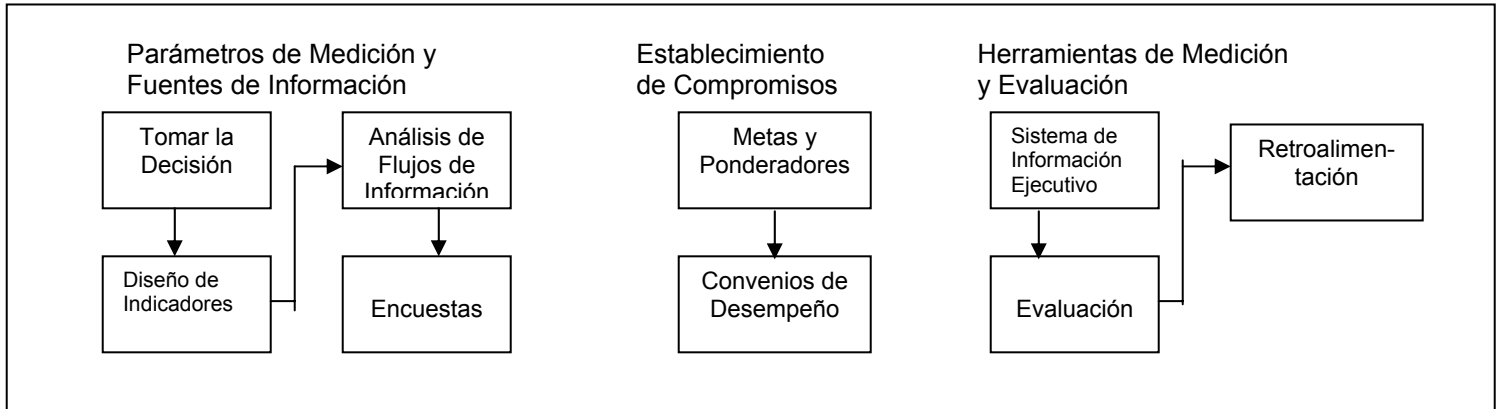 Parámetros de Medición y
Fuentes de Información
Establecimiento
de Compromisos
Herramientas de Medición
y Evaluación
Tomar la
Decisión
Análisis de
Flujos de
Información
Metas y
Ponderadores
Sistema de
Información
Ejecutivo
Retroalimen-
tación
Diseño de
Indicadores
Encuestas
Convenios de
Desempeño
Evaluación